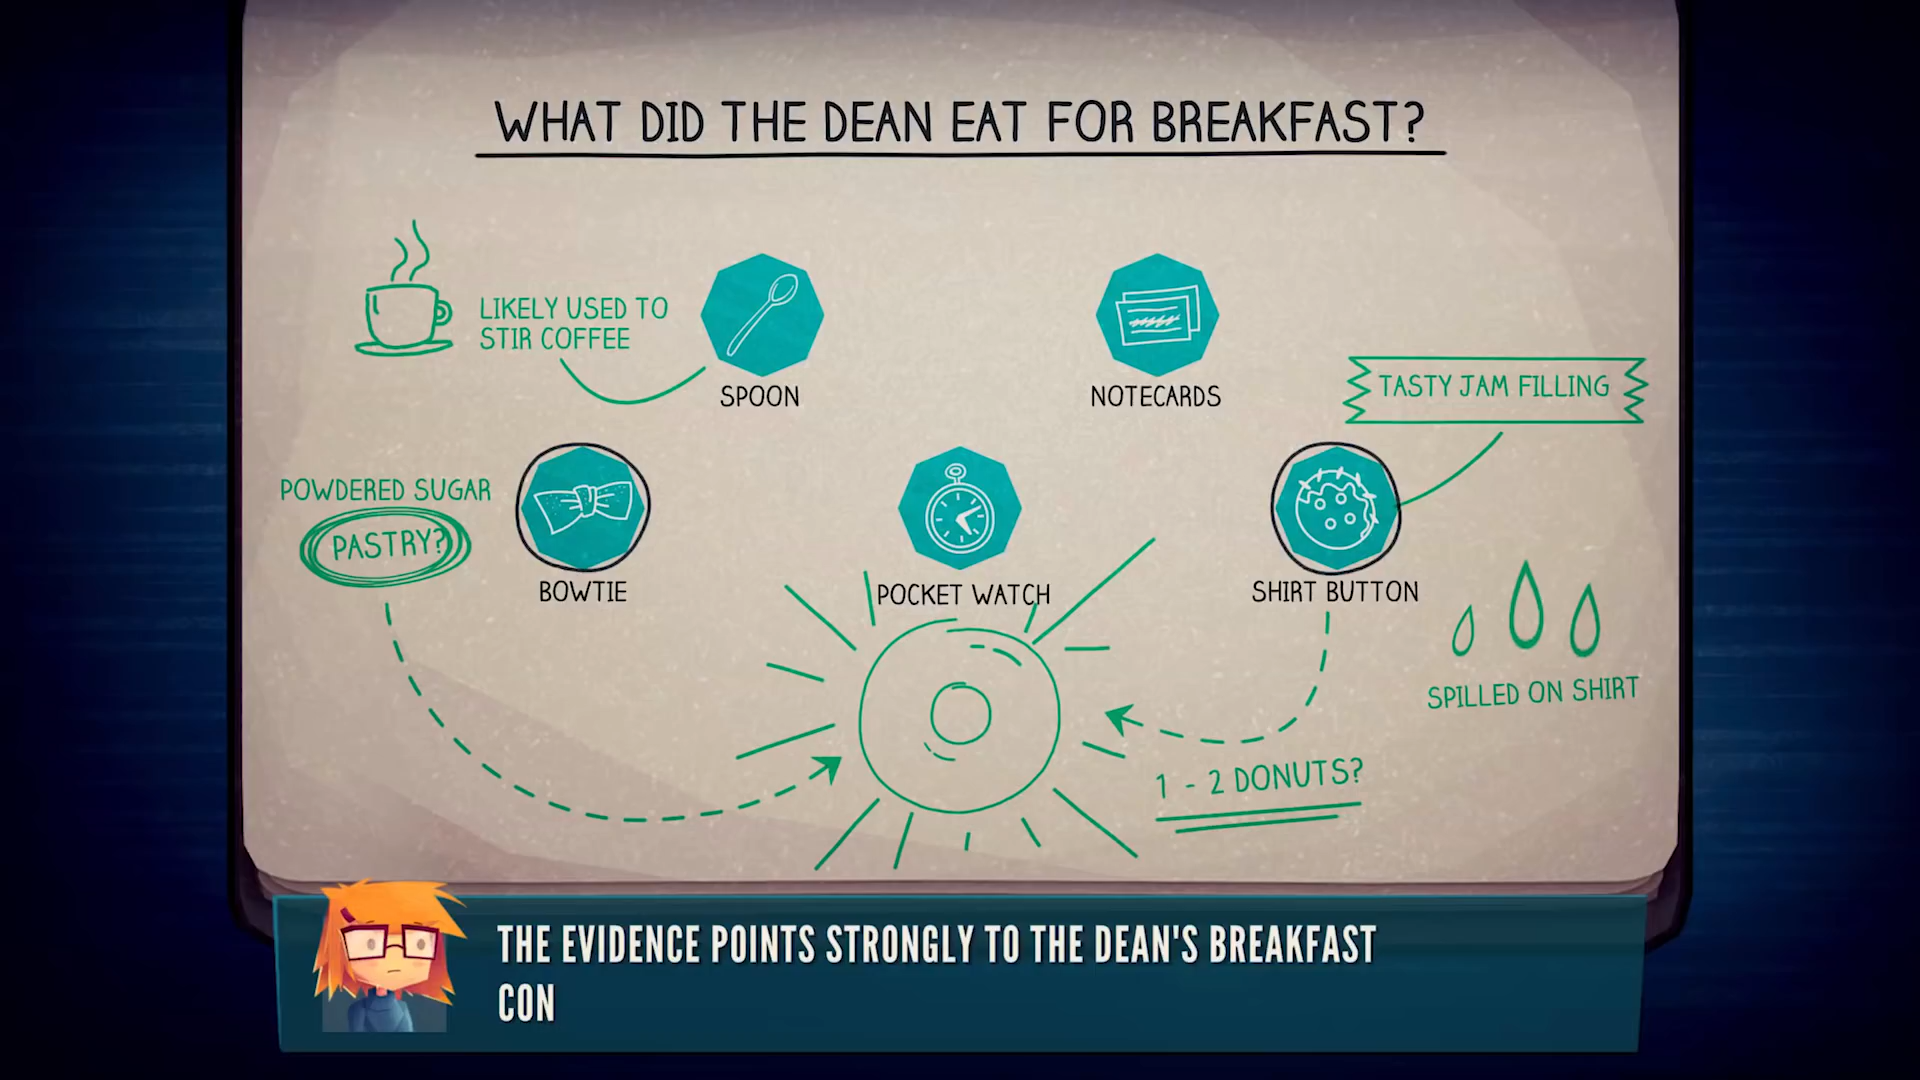 WHAT DID THE DEAN EAT FOR BREAKFAST?
LIKELY USED TO
STIR COFFEE
SPOON
NOTECARDS
TASTY JAM FILLING
POWDERED SUGAR
PASTRY?
BOWTIE
POCKET WATCH
SHIRT BUTTON
SPILLED ON SHIRT
1 - 2 DONUTS?
THE EVIDENCE POINTS STRONGLY TO THE DEAN'S BREAKFAST
CON